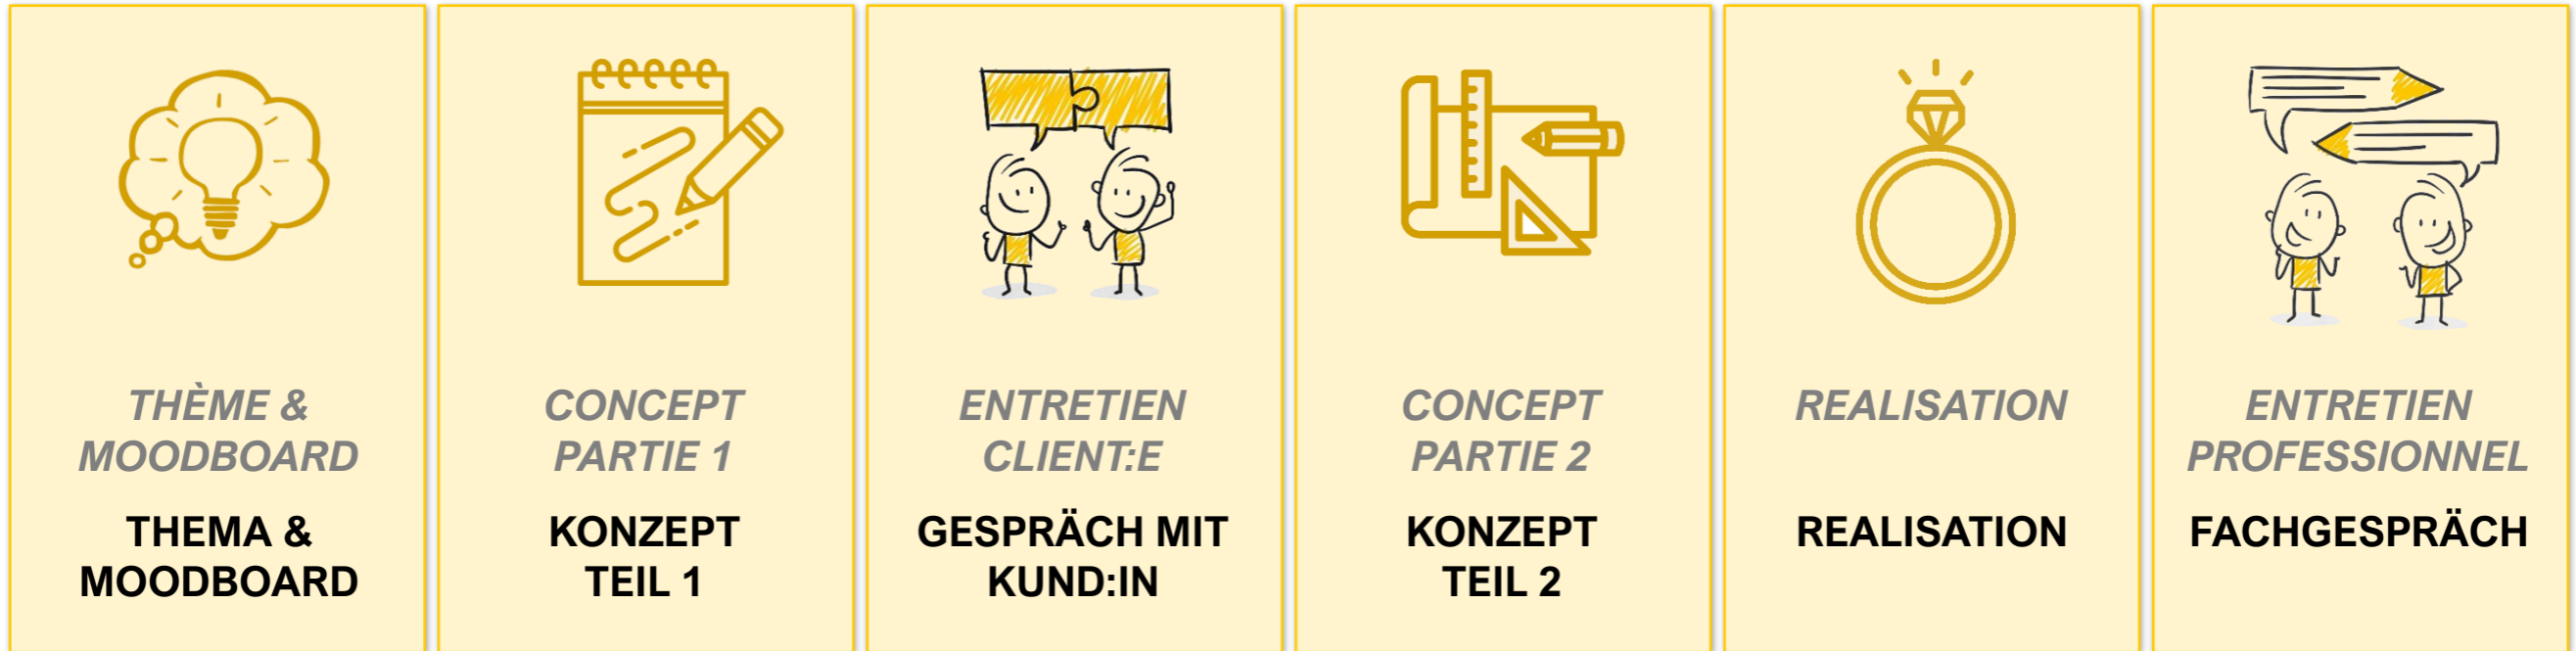 THÈME &
MOODBOARD
THEMA &
MOODBOARD
CONCEPT
PARTIE 1
KONZEPT
TEIL 1
ENTRETIEN
CLIENT:E
GESPRÄCH MIT
KUND:IN
CONCEPT
PARTIE 2
KONZEPT
TEIL 2
REALISATION
REALISATION
ENTRETIEN
PROFESSIONNEL
FACHGESPRÄCH